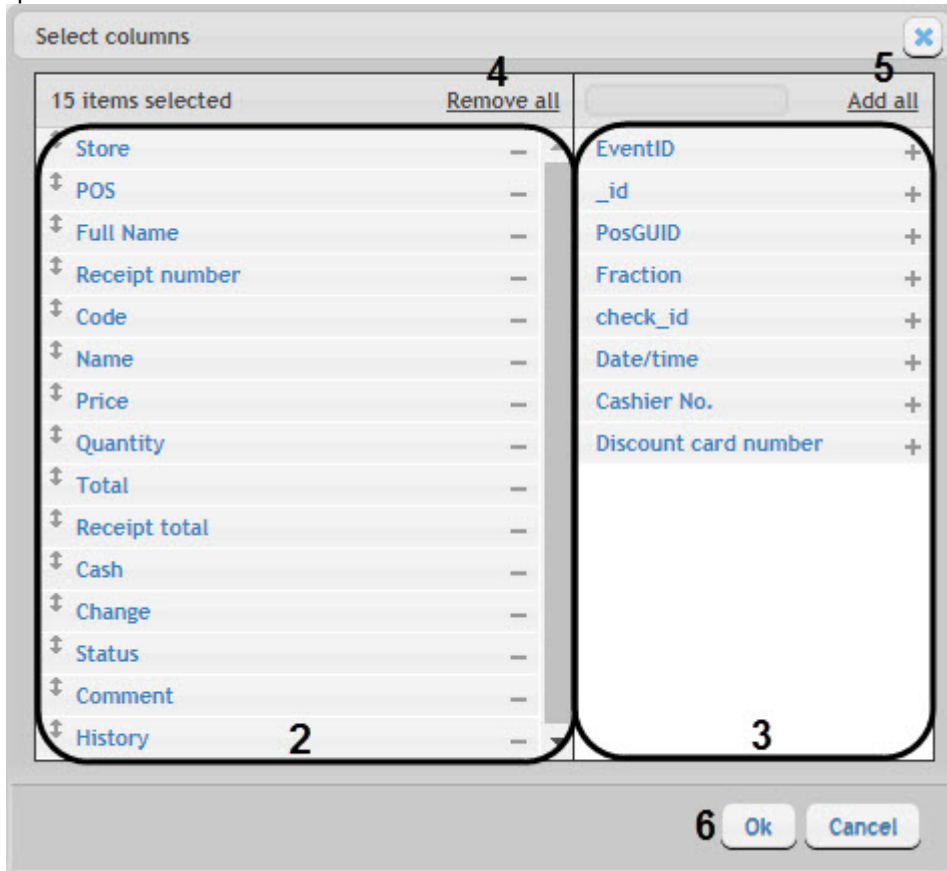 Select columns
4 5
15 items selected Remove all Add all
Store EventID
POS _id
Full Name PosGUID
Receipt number Fraction
Code check_id
Name Date/time
Price Cashier No.
Quantity Discount card number
Total
Receipt total
Cash
Change
Status
Comment
History 2 3
6 Ok Cancel